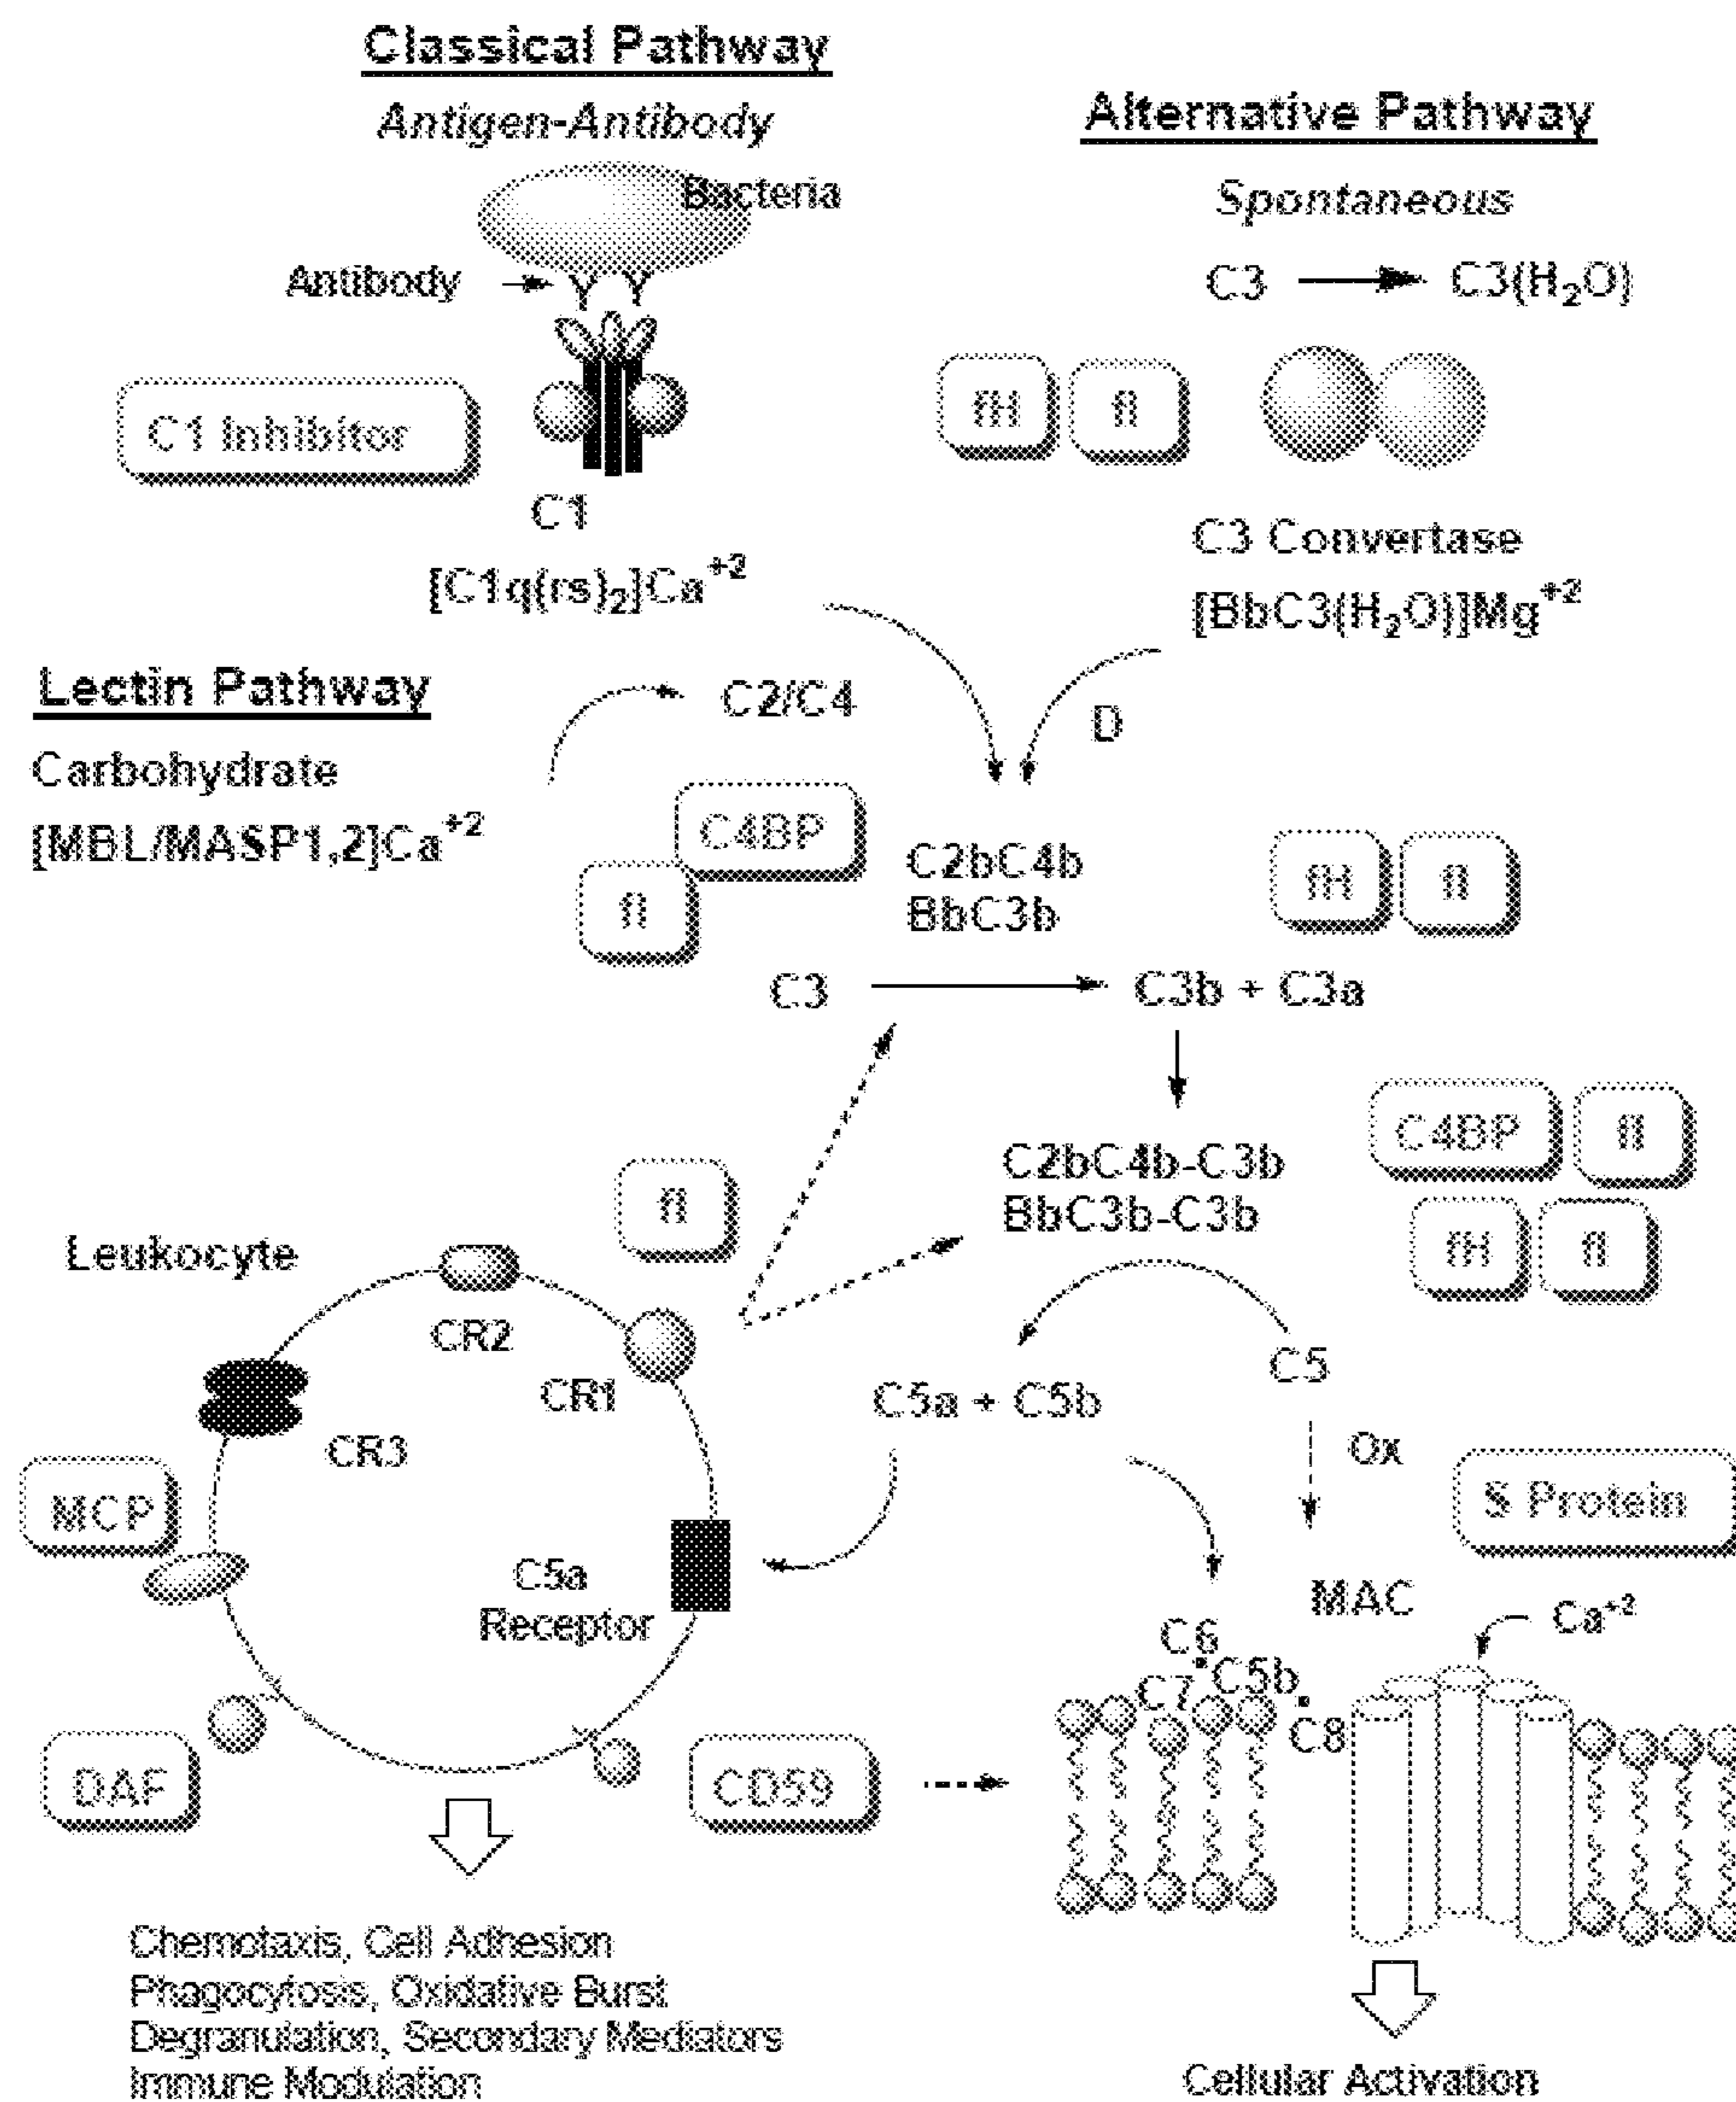 Classical Pathway
Antigen-Antibody
Bacteria
Antibody
C1 Inhibitor
C1
[C1q(rs)₂]Ca⁺²
Alternative Pathway
Spontaneous
C3
C3(H₂O)
fH
fI
C3 Convertase
[BbC3(H₂O)]Mg⁺²
Lectin Pathway
Carbohydrate
[MBL/MASP1,2]Ca⁺²
C2/C4
D
C4BP
fI
C2bC4b
BbC3b
fH
fI
C3
C3b + C3a
C2bC4b-C3b
BbC3b-C3b
C4BP
fI
fH
fI
fI
Leukocyte
CR2
CR1
CR3
MCP
C5a
Receptor
DAF
CD59
C5
C5a + C5b
Ox
S Protein
MAC
Ca⁺²
C6
C5b
C7
C8
Chemotaxis, Cell Adhesion
Phagocytosis, Oxidative Burst
Degranulation, Secondary Mediators
Immune Modulation
Cellular Activation